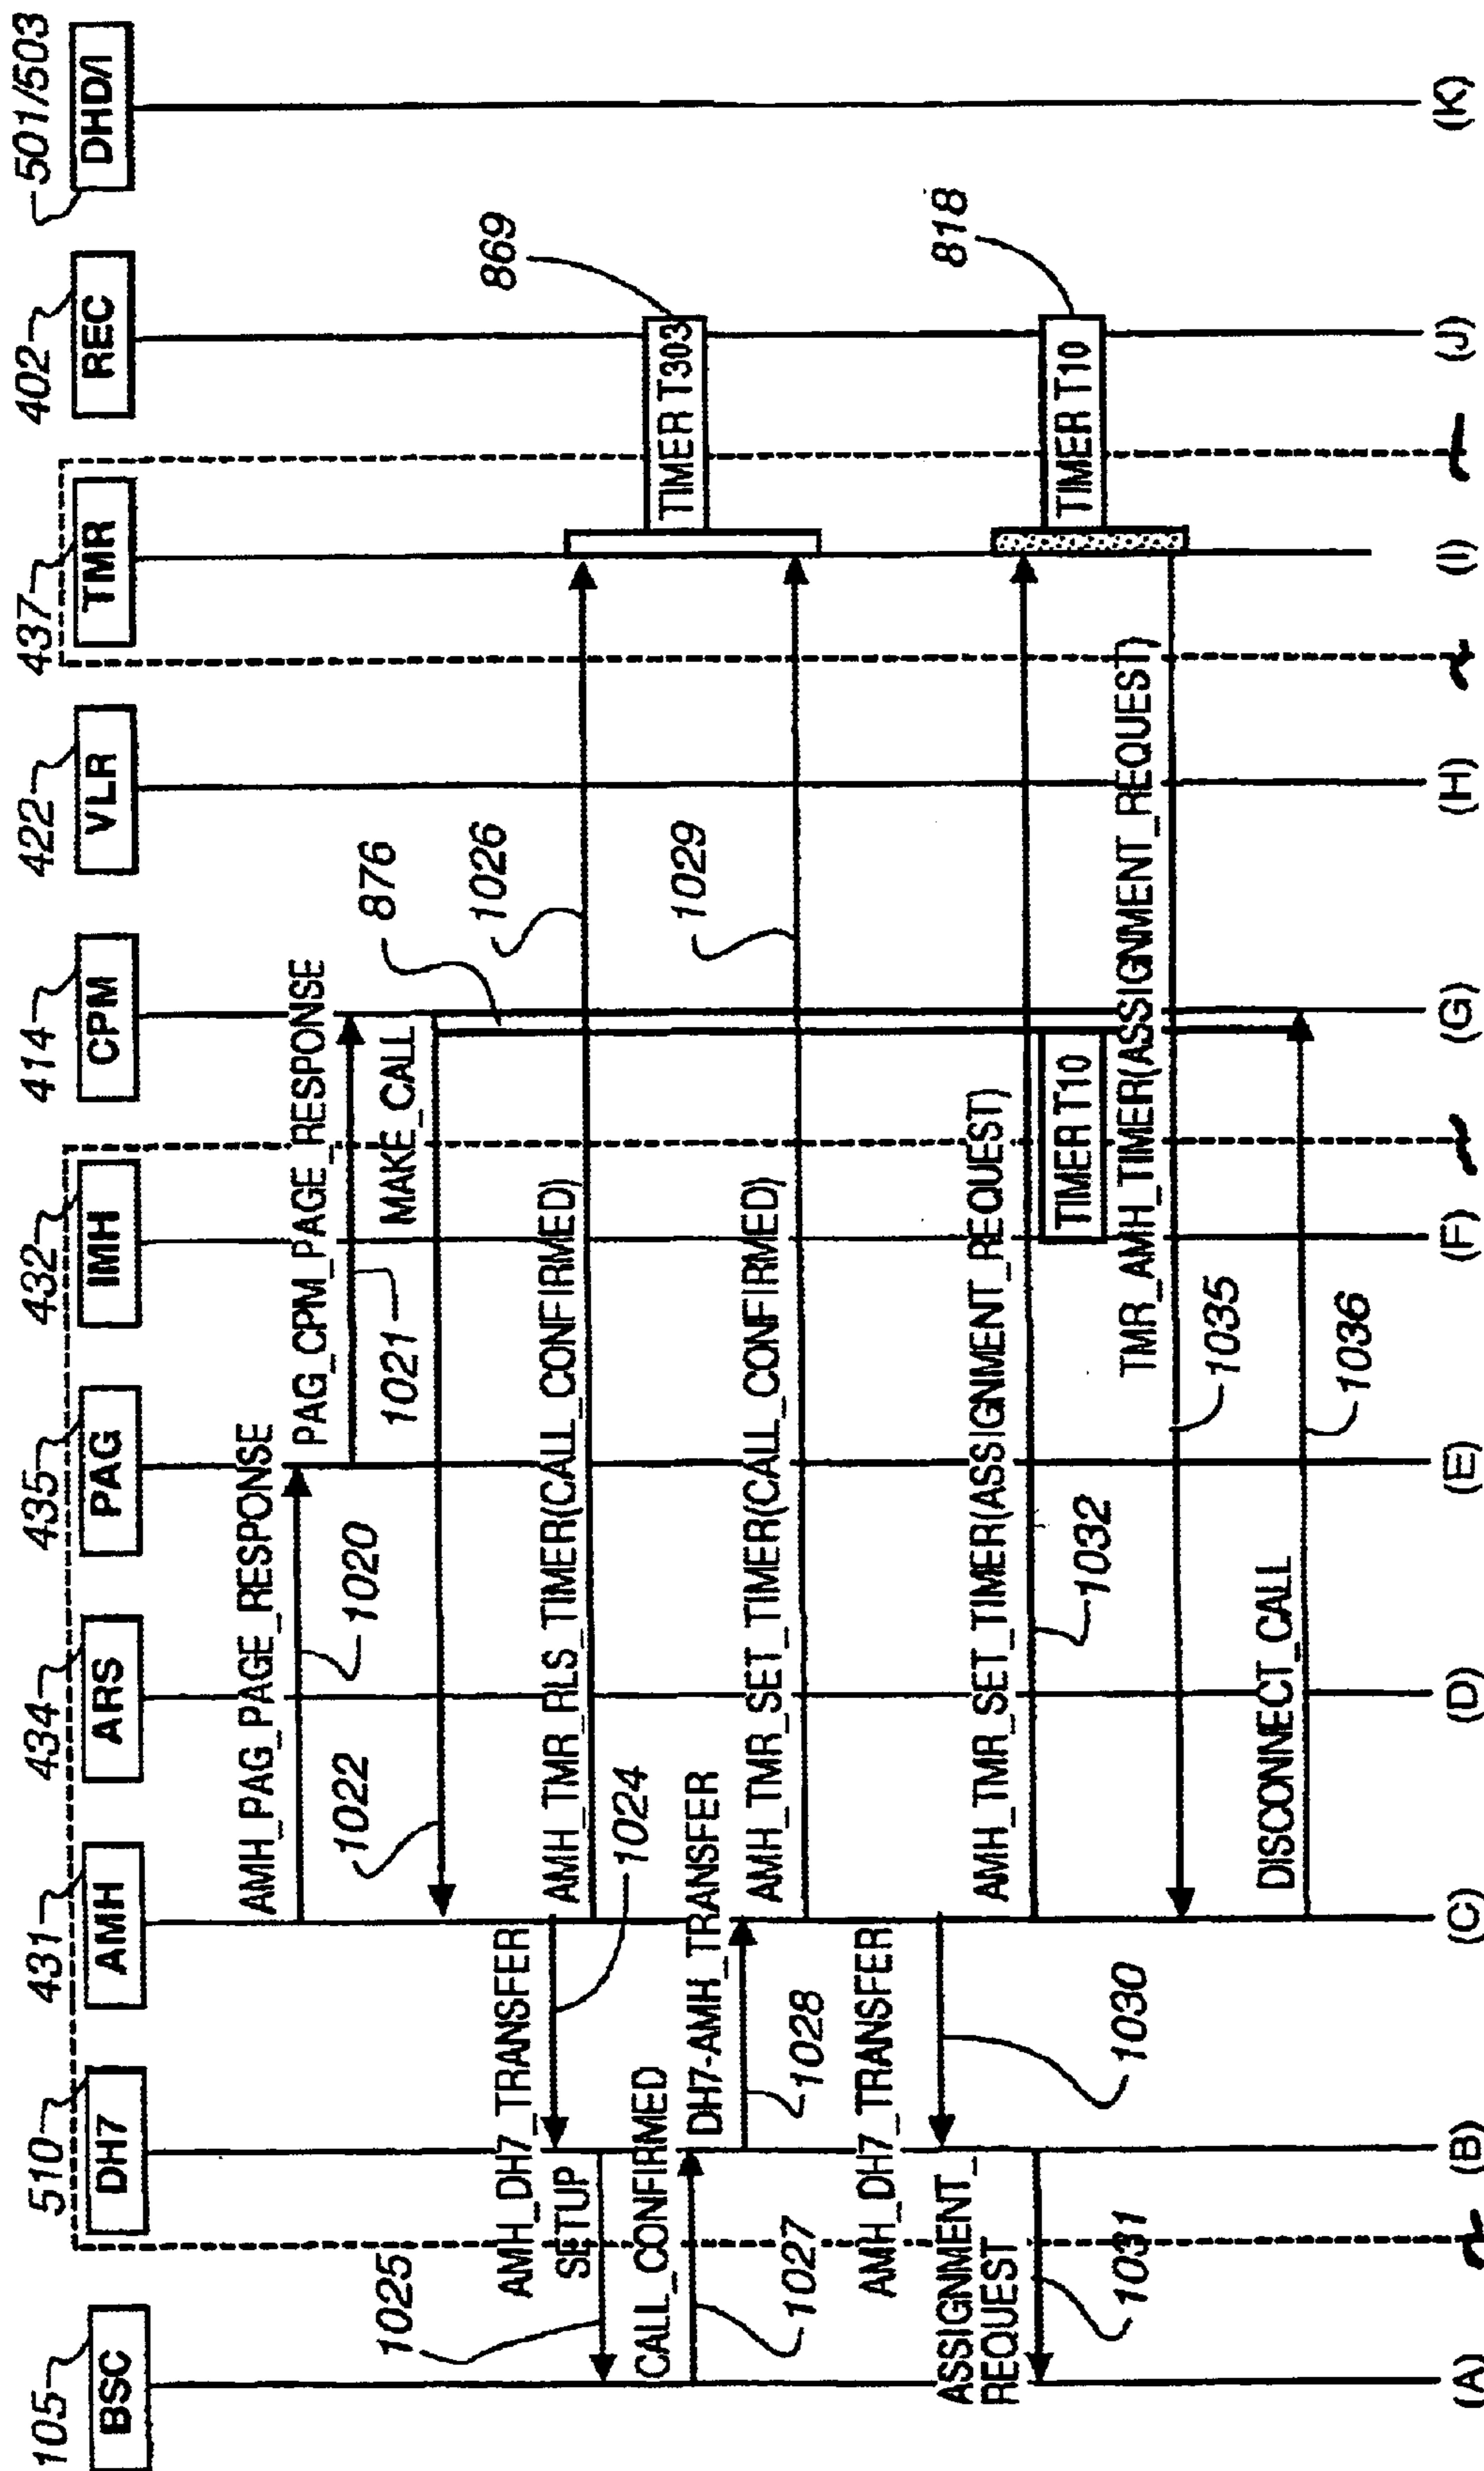 105
BSC
510
DH7
431
AMH
434
ARS
435
PAG
432
IMH
414
CPM
422
VLR
437
TMR
402
REC
501/503
DHD/I
AMH_PAG_PAGE_RESPONSE
1020
PAG_CPM_PAGE_RESPONSE
1021
MAKE_CALL
1022
876
AMH_DH7_TRANSFER
1024
SETUP
1025
AMH_TMR_RLS_TIMER(CALL_CONFIRMED)
1026
TIMER T303
869
CALL_CONFIRMED
1027
DH7-AMH_TRANSFER
1028
AMH_TMR_SET_TIMER(CALL_CONFIRMED)
1029
AMH_DH7_TRANSFER
1030
ASSIGNMENT_
REQUEST
1031
AMH_TMR_SET_TIMER(ASSIGNMENT_REQUEST)
1032
TIMER T10
TIMER T10
818
TMR_AMH_TIMER(ASSIGNMENT_REQUEST)
1035
DISCONNECT_CALL
1036
(A)
(B)
(C)
(D)
(E)
(F)
(G)
(H)
(I)
(J)
(K)